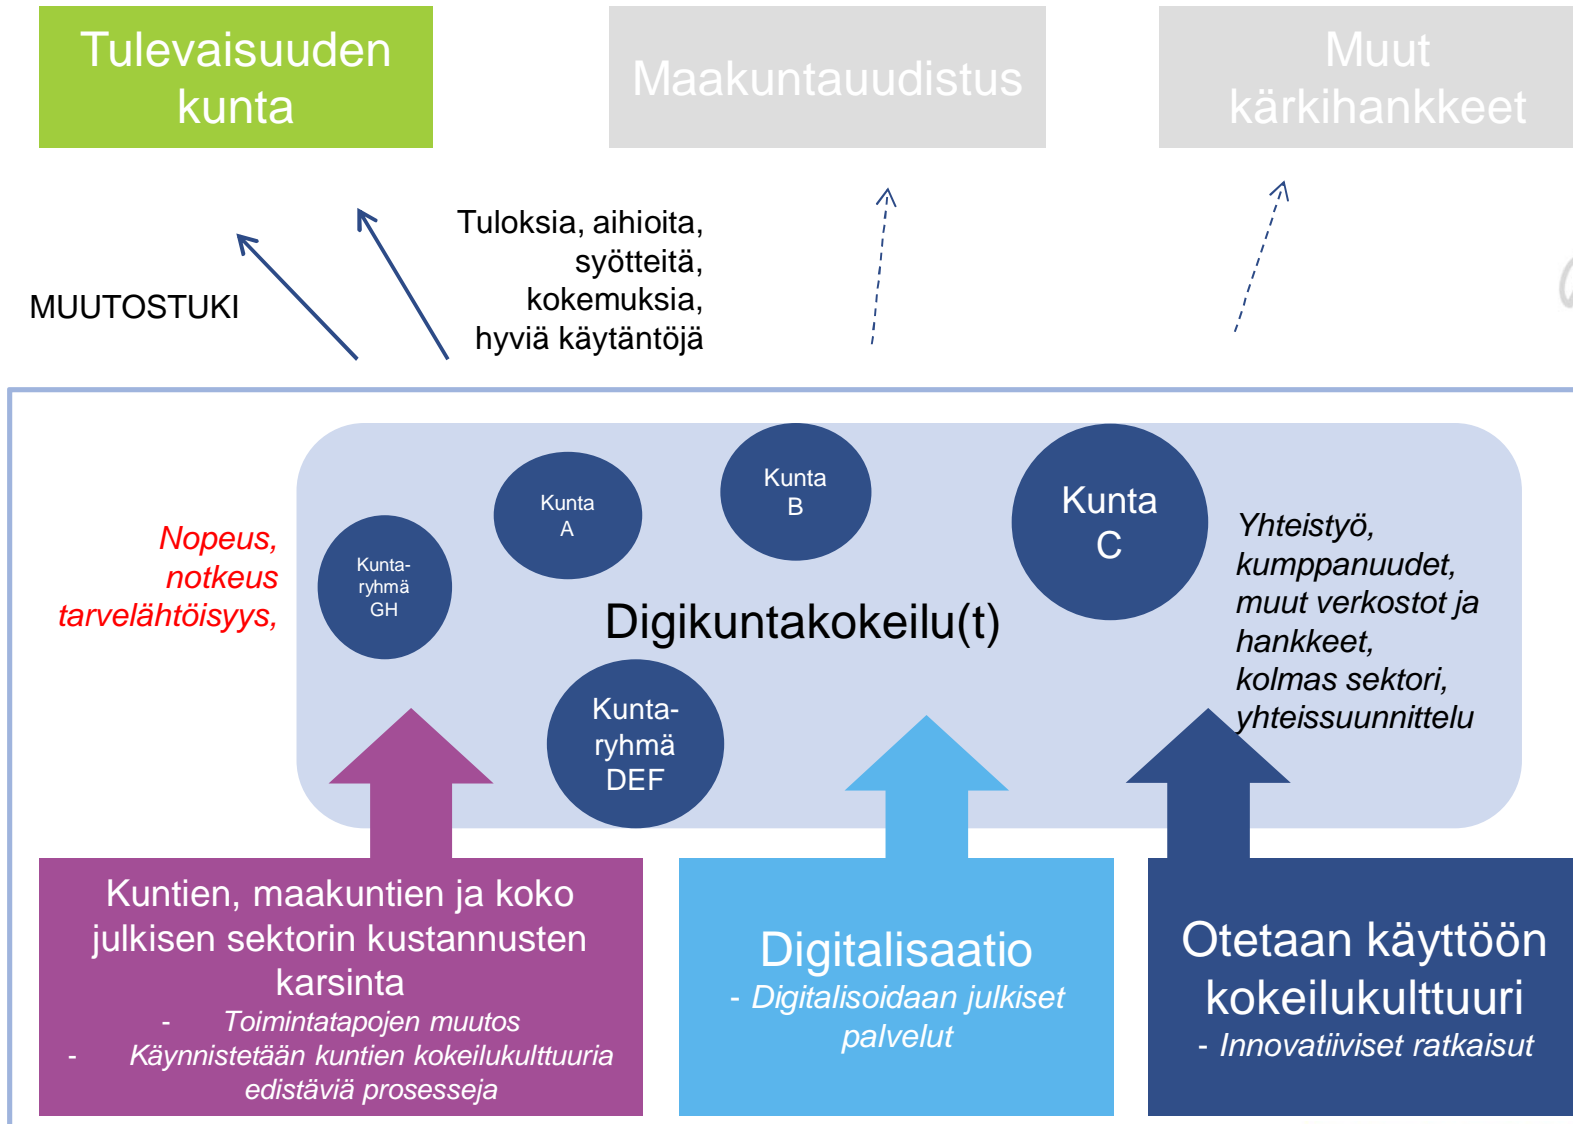 Tulevaisuuden
kunta
Maakuntauudistus
Muut
kärkihankkeet
MUUTOSTUKI
Tuloksia, aihioita,
syötteitä,
kokemuksia,
hyviä käytäntöjä
Nopeus,
notkeus
tarvelähtöisyys,
Kunta-
ryhmä
GH
Kunta
A
Kunta
B
Kunta
C
Digikuntakokeilu(t)
Kunta-
ryhmä
DEF
Yhteistyö,
kumppanuudet,
muut verkostot ja
hankkeet,
kolmas sektori,
yhteissuunnittelu
Kuntien, maakuntien ja koko
julkisen sektorin kustannusten
karsinta
- Toimintatapojen muutos
- Käynnistetään kuntien kokeilukulttuuria
edistäviä prosesseja
Digitalisaatio
- Digitalisoidaan julkiset
palvelut
Otetaan käyttöön
kokeilukulttuuri
- Innovatiiviset ratkaisut